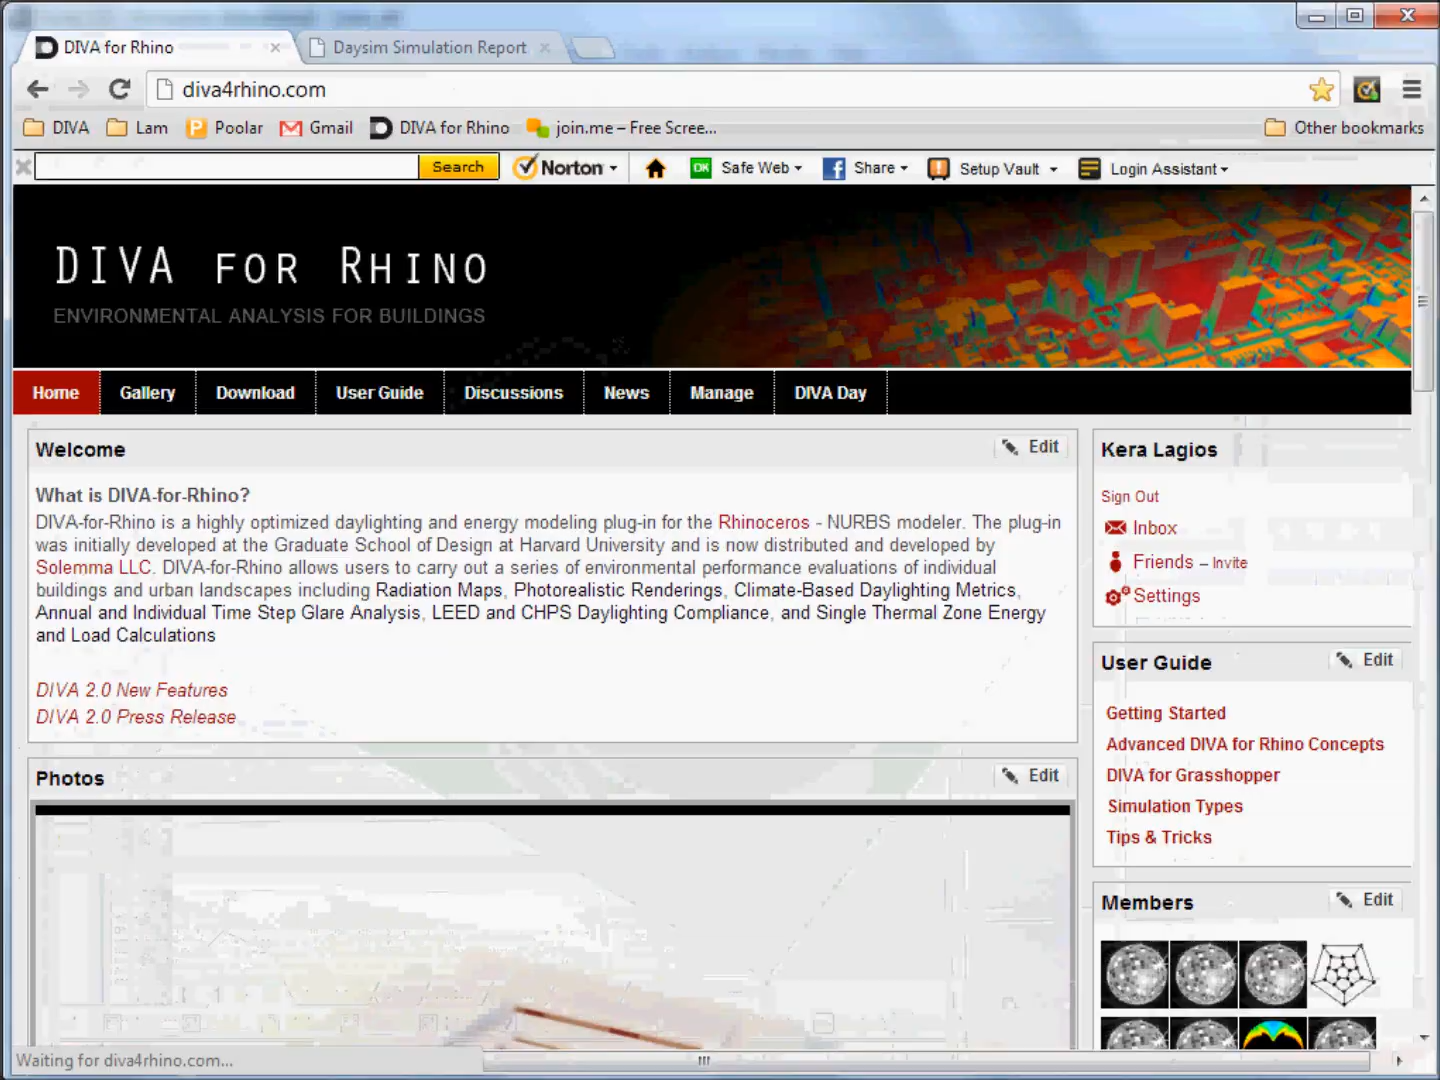 DIVA for Rhino
Daysim Simulation Report
diva4rhino.com
DIVA Lam Poolar Gmail DIVA for Rhino join.me – Free Scree... Other bookmarks
Search Norton Safe Web Share Setup Vault Login Assistant
DIVA FOR RHINO
ENVIRONMENTAL ANALYSIS FOR BUILDINGS
Home Gallery Download User Guide Discussions News Manage DIVA Day
Welcome
Edit
What is DIVA-for-Rhino?
DIVA-for-Rhino is a highly optimized daylighting and energy modeling plug-in for the Rhinoceros - NURBS modeler. The plug-in
was initially developed at the Graduate School of Design at Harvard University and is now distributed and developed by
Solemma LLC. DIVA-for-Rhino allows users to carry out a series of environmental performance evaluations of individual
buildings and urban landscapes including Radiation Maps, Photorealistic Renderings, Climate-Based Daylighting Metrics,
Annual and Individual Time Step Glare Analysis, LEED and CHPS Daylighting Compliance, and Single Thermal Zone Energy
and Load Calculations
DIVA 2.0 New Features
DIVA 2.0 Press Release
Photos
Edit
Kera Lagios
Sign Out
Inbox
Friends – Invite
Settings
User Guide
Edit
Getting Started
Advanced DIVA for Rhino Concepts
DIVA for Grasshopper
Simulation Types
Tips & Tricks
Members
Edit
Waiting for diva4rhino.com...